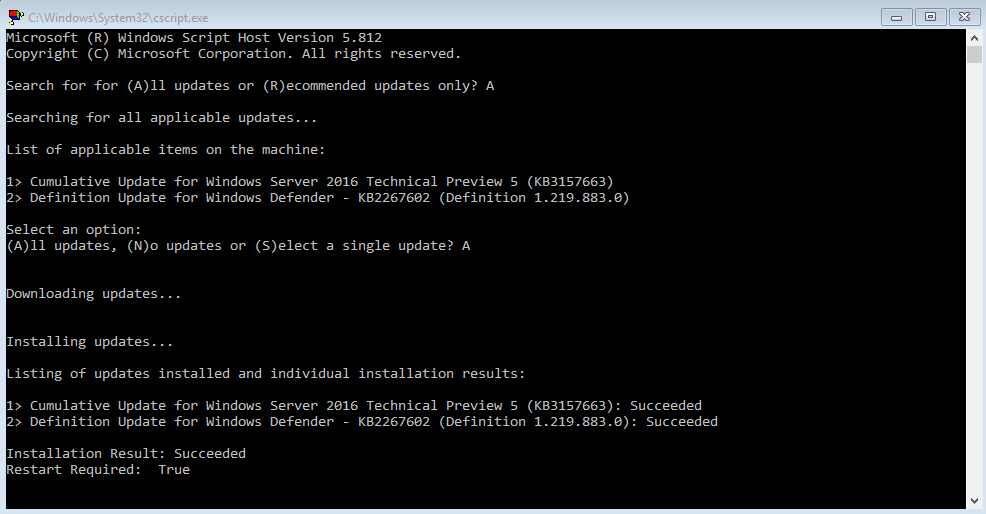 C:\Windows\System32\cscript.exe
Microsoft (R) Windows Script Host Version 5.812
Copyright (C) Microsoft Corporation. All rights reserved.
Search for for (A)ll updates or (R)ecommended updates only? A
Searching for all applicable updates...
List of applicable items on the machine:
1> Cumulative Update for Windows Server 2016 Technical Preview 5 (KB3157663)
2> Definition Update for Windows Defender - KB2267602 (Definition 1.219.883.0)
Select an option:
(A)ll updates, (N)o updates or (S)elect a single update? A
Downloading updates...
Installing updates...
Listing of updates installed and individual installation results:
1> Cumulative Update for Windows Server 2016 Technical Preview 5 (KB3157663): Succeeded
2> Definition Update for Windows Defender - KB2267602 (Definition 1.219.883.0): Succeeded
Installation Result: Succeeded
Restart Required:  True